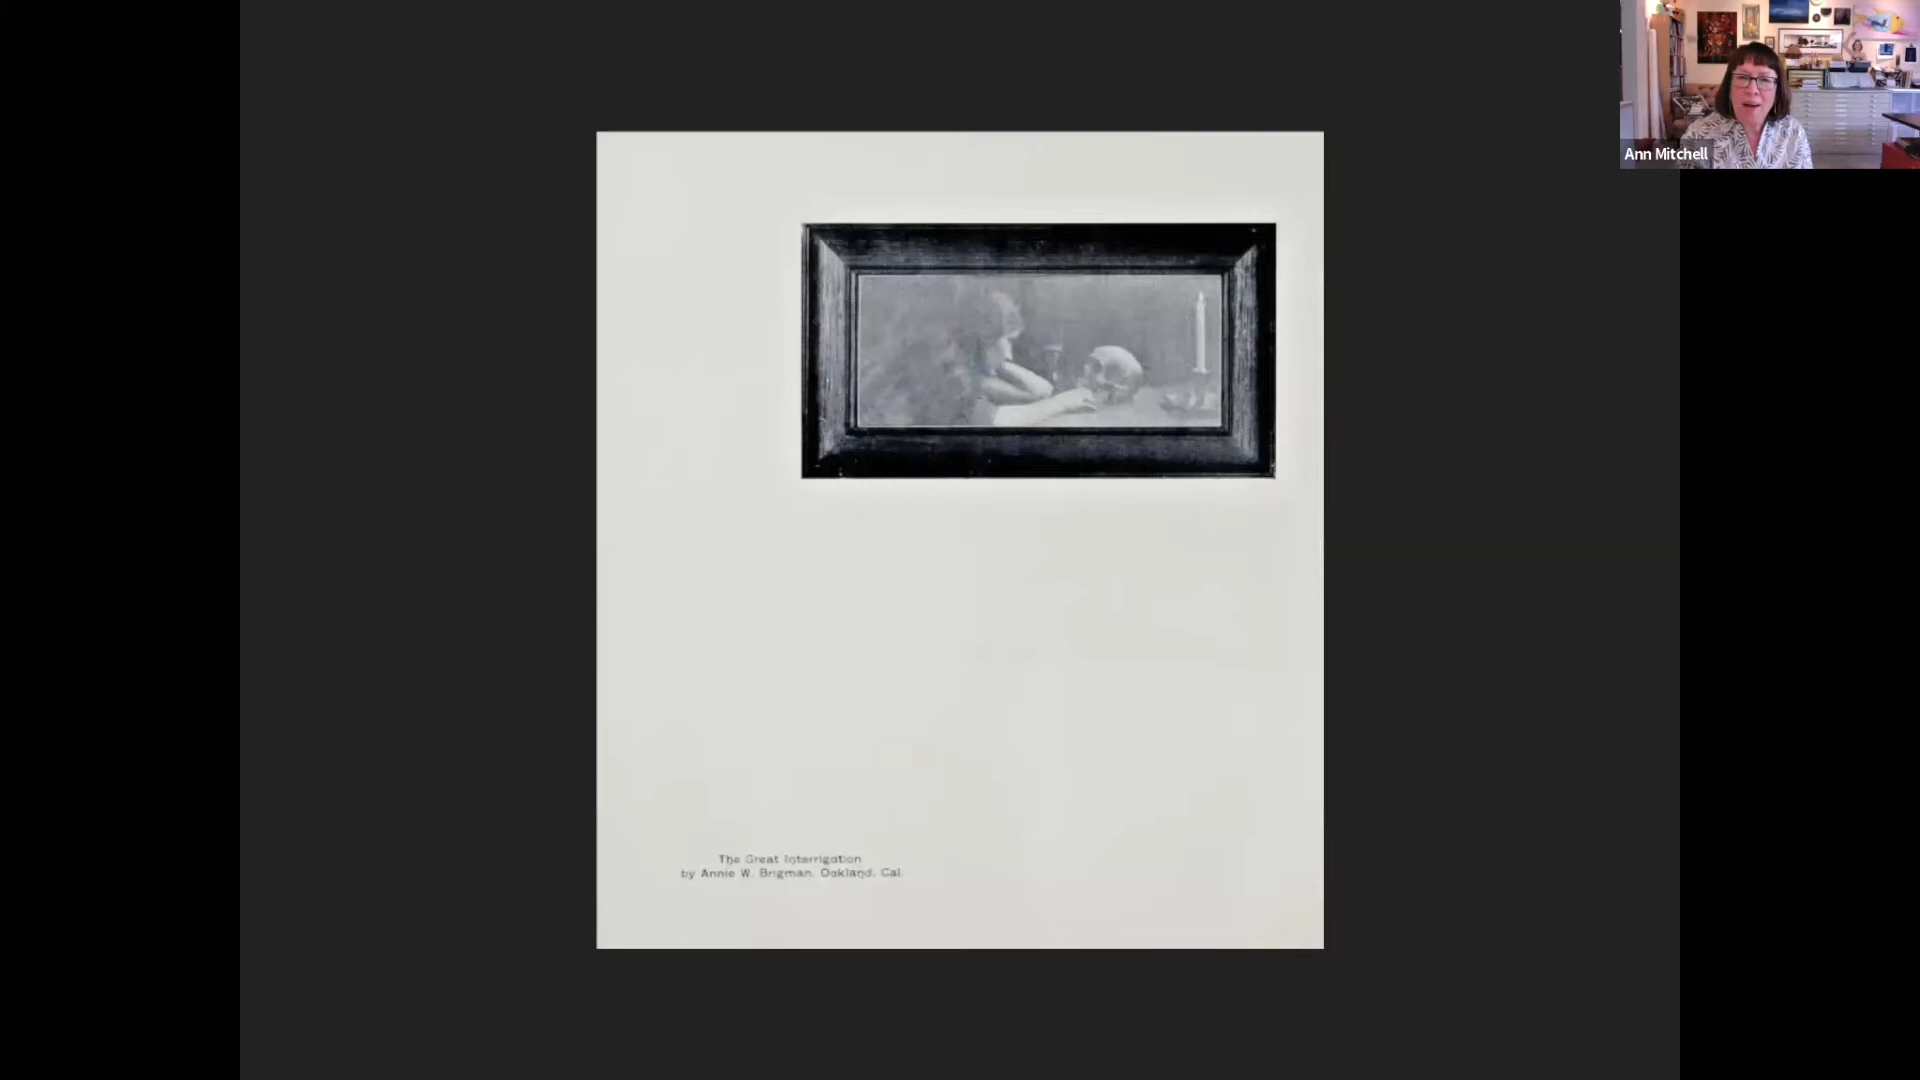 Ann Mitchell
The Great Interrigation
by Annie W. Brigman, Oakland, Cal.